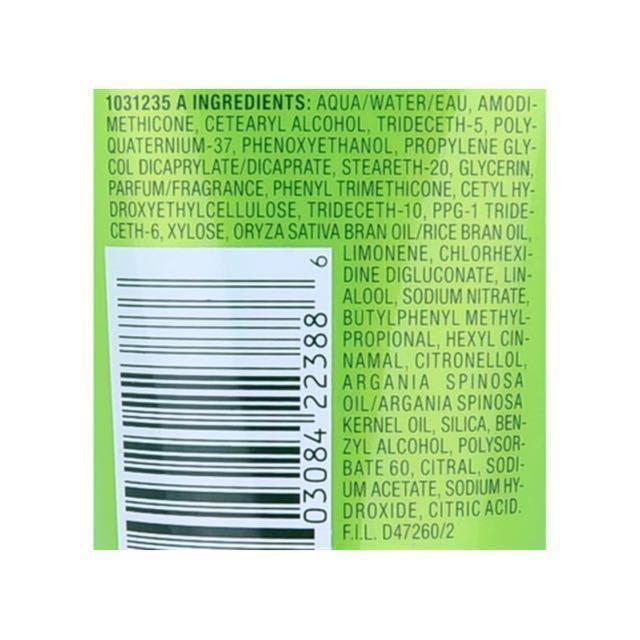 1031235 A INGREDIENTS: AQUA/WATER/EAU, AMODI-
METHICONE, CETEARYL ALCOHOL, TRIDECETH-5, POLY-
QUATERNIUM-37, PHENOXYETHANOL, PROPYLENE GLY-
COL DICAPRYLATE/DICAPRATE, STEARETH-20, GLYCERIN,
PARFUM/FRAGRANCE, PHENYL TRIMETHICONE, CETYL HY-
DROXYETHYLCELLULOSE, TRIDECETH-10, PPG-1 TRIDE-
CETH-6, XYLOSE, ORYZA SATIVA BRAN OIL/RICE BRAN OIL,
LIMONENE, CHLORHEXI-
DINE DIGLUCONATE, LIN-
ALOOL, SODIUM NITRATE,
BUTYLPHENYL METHYL-
PROPIONAL, HEXYL CIN-
NAMAL, CITRONELLOL,
ARGANIA SPINOSA
OIL/ARGANIA SPINOSA
KERNEL OIL, SILICA, BEN-
ZYL ALCOHOL, POLYSOR-
BATE 60, CITRAL, SODI-
UM ACETATE, SODIUM HY-
DROXIDE, CITRIC ACID.
F.I.L. D47260/2
03084 22388 6